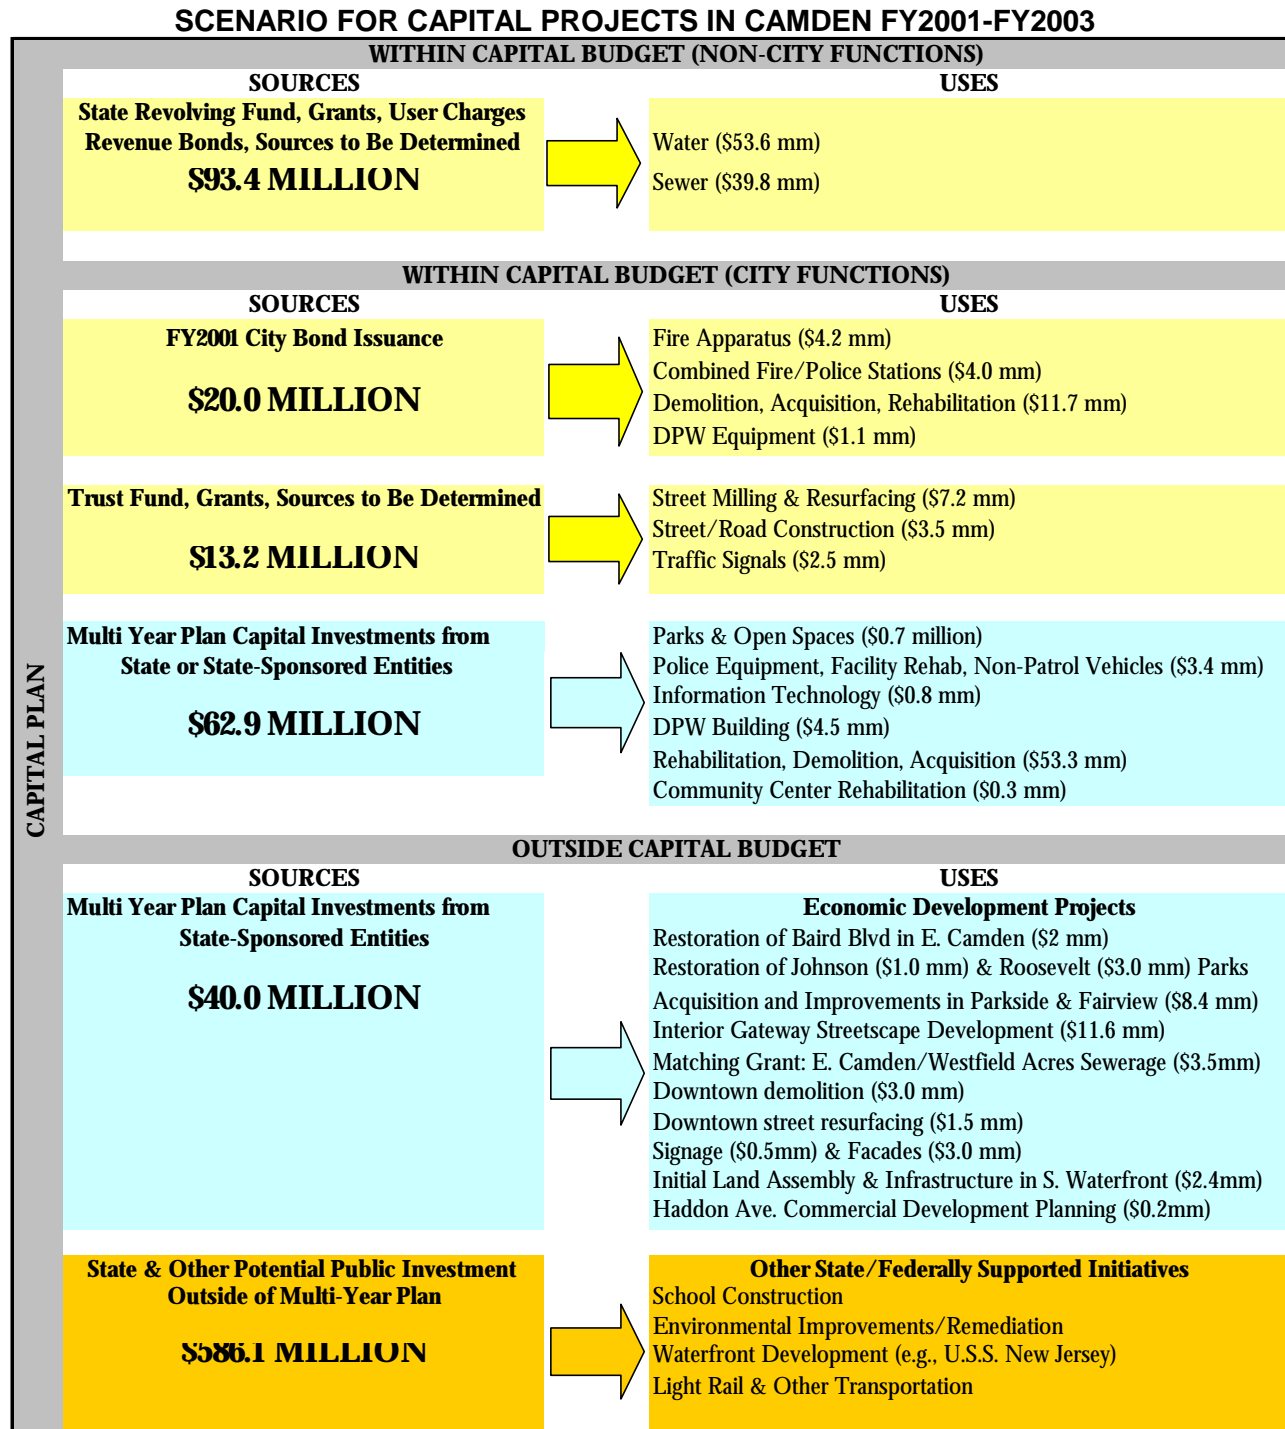 SCENARIO FOR CAPITAL PROJECTS IN CAMDEN FY2001-FY2003
WITHIN CAPITAL BUDGET (NON-CITY FUNCTIONS)
SOURCES
USES
State Revolving Fund, Grants, User Charges
Revenue Bonds, Sources to Be Determined
$93.4 MILLION
Water ($53.6 mm)
Sewer ($39.8 mm)
WITHIN CAPITAL BUDGET (CITY FUNCTIONS)
SOURCES
USES
FY2001 City Bond Issuance
$20.0 MILLION
Fire Apparatus ($4.2 mm)
Combined Fire/Police Stations ($4.0 mm)
Demolition, Acquisition, Rehabilitation ($11.7 mm)
DPW Equipment ($1.1 mm)
Trust Fund, Grants, Sources to Be Determined
$13.2 MILLION
Street Milling & Resurfacing ($7.2 mm)
Street/Road Construction ($3.5 mm)
Traffic Signals ($2.5 mm)
Multi Year Plan Capital Investments from
State or State-Sponsored Entities
$62.9 MILLION
Parks & Open Spaces ($0.7 million)
Police Equipment, Facility Rehab, Non-Patrol Vehicles ($3.4 mm)
Information Technology ($0.8 mm)
DPW Building ($4.5 mm)
Rehabilitation, Demolition, Acquisition ($53.3 mm)
Community Center Rehabilitation ($0.3 mm)
CAPITAL PLAN
OUTSIDE CAPITAL BUDGET
SOURCES
USES
Multi Year Plan Capital Investments from
State-Sponsored Entities
$40.0 MILLION
Economic Development Projects
Restoration of Baird Blvd in E. Camden ($2 mm)
Restoration of Johnson ($1.0 mm) & Roosevelt ($3.0 mm) Parks
Acquisition and Improvements in Parkside & Fairview ($8.4 mm)
Interior Gateway Streetscape Development ($11.6 mm)
Matching Grant: E. Camden/Westfield Acres Sewerage ($3.5mm)
Downtown demolition ($3.0 mm)
Downtown street resurfacing ($1.5 mm)
Signage ($0.5mm) & Facades ($3.0 mm)
Initial Land Assembly & Infrastructure in S. Waterfront ($2.4mm)
Haddon Ave. Commercial Development Planning ($0.2mm)
State & Other Potential Public Investment
Outside of Multi-Year Plan
$586.1 MILLION
Other State/Federally Supported Initiatives
School Construction
Environmental Improvements/Remediation
Waterfront Development (e.g., U.S.S. New Jersey)
Light Rail & Other Transportation